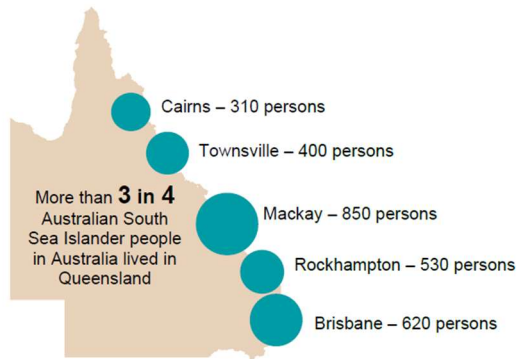 Cairns – 310 persons
Townsville – 400 persons
More than 3 in 4
Australian South
Sea Islander people
in Australia lived in
Queensland
Mackay – 850 persons
Rockhampton – 530 persons
Brisbane – 620 persons